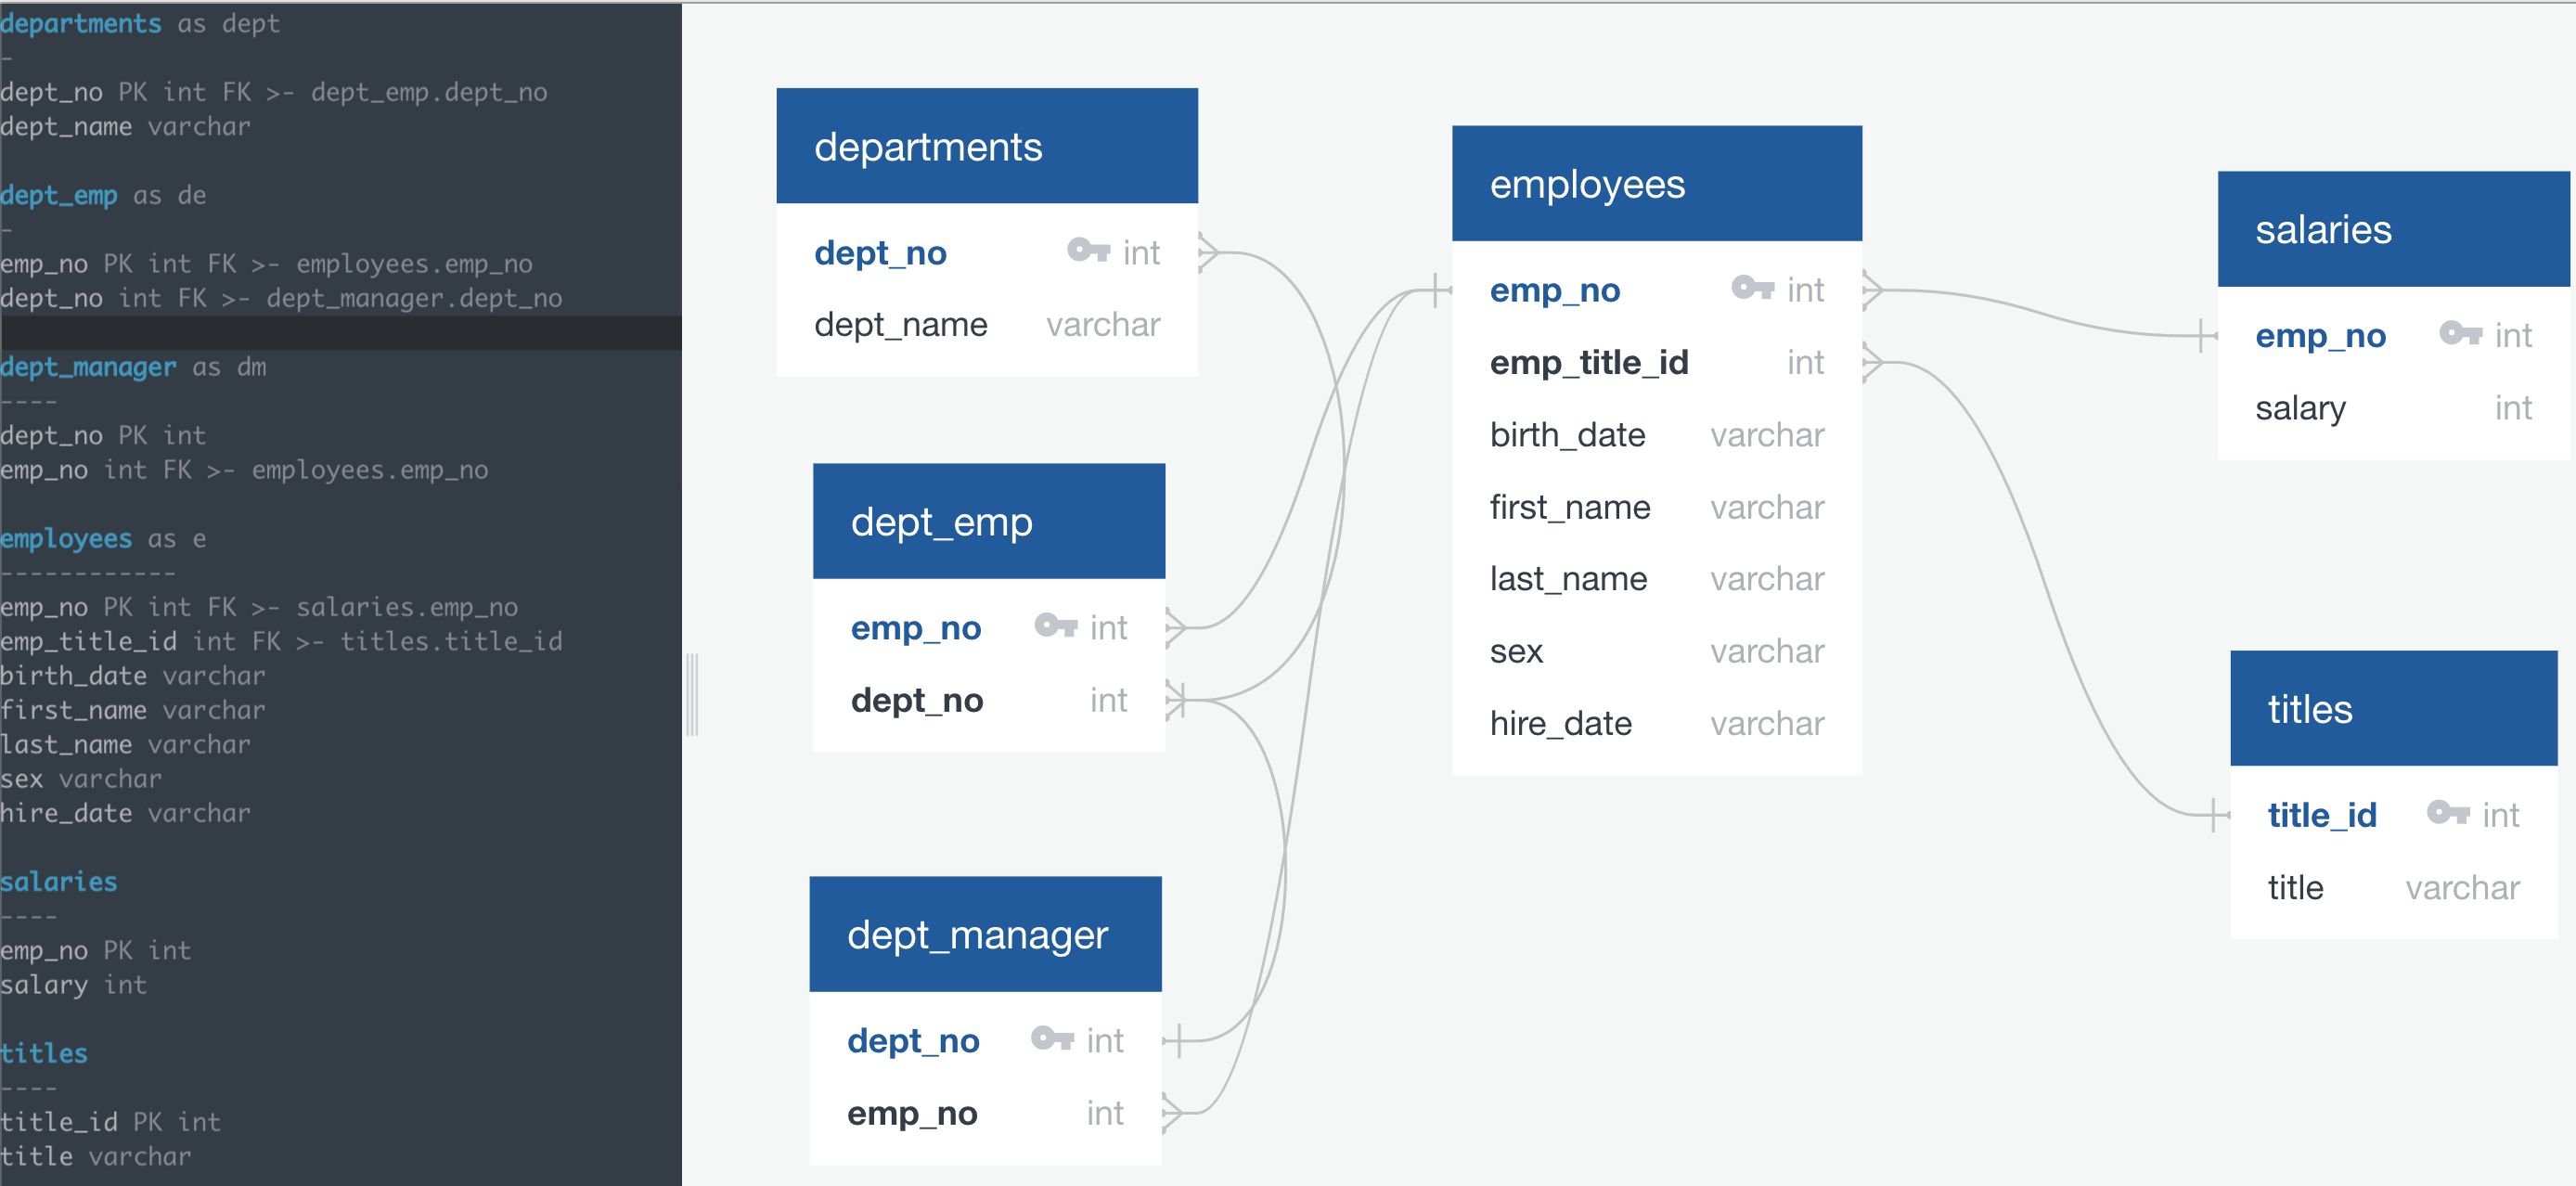 departments as dept
-
dept_no PK int FK >- dept_emp.dept_no
dept_name varchar
dept_emp as de
-
emp_no PK int FK >- employees.emp_no
dept_no int FK >- dept_manager.dept_no
dept_manager as dm
----
dept_no PK int
emp_no int FK >- employees.emp_no
employees as e
------------
emp_no PK int FK >- salaries.emp_no
emp_title_id int FK >- titles.title_id
birth_date varchar
first_name varchar
last_name varchar
sex varchar
hire_date varchar
salaries
----
emp_no PK int
salary int
titles
----
title_id PK int
title varchar
departments
dept_no int
dept_name varchar
dept_emp
emp_no int
dept_no int
dept_manager
dept_no int
emp_no int
employees
emp_no int
emp_title_id int
birth_date varchar
first_name varchar
last_name varchar
sex varchar
hire_date varchar
salaries
emp_no int
salary int
titles
title_id int
title varchar